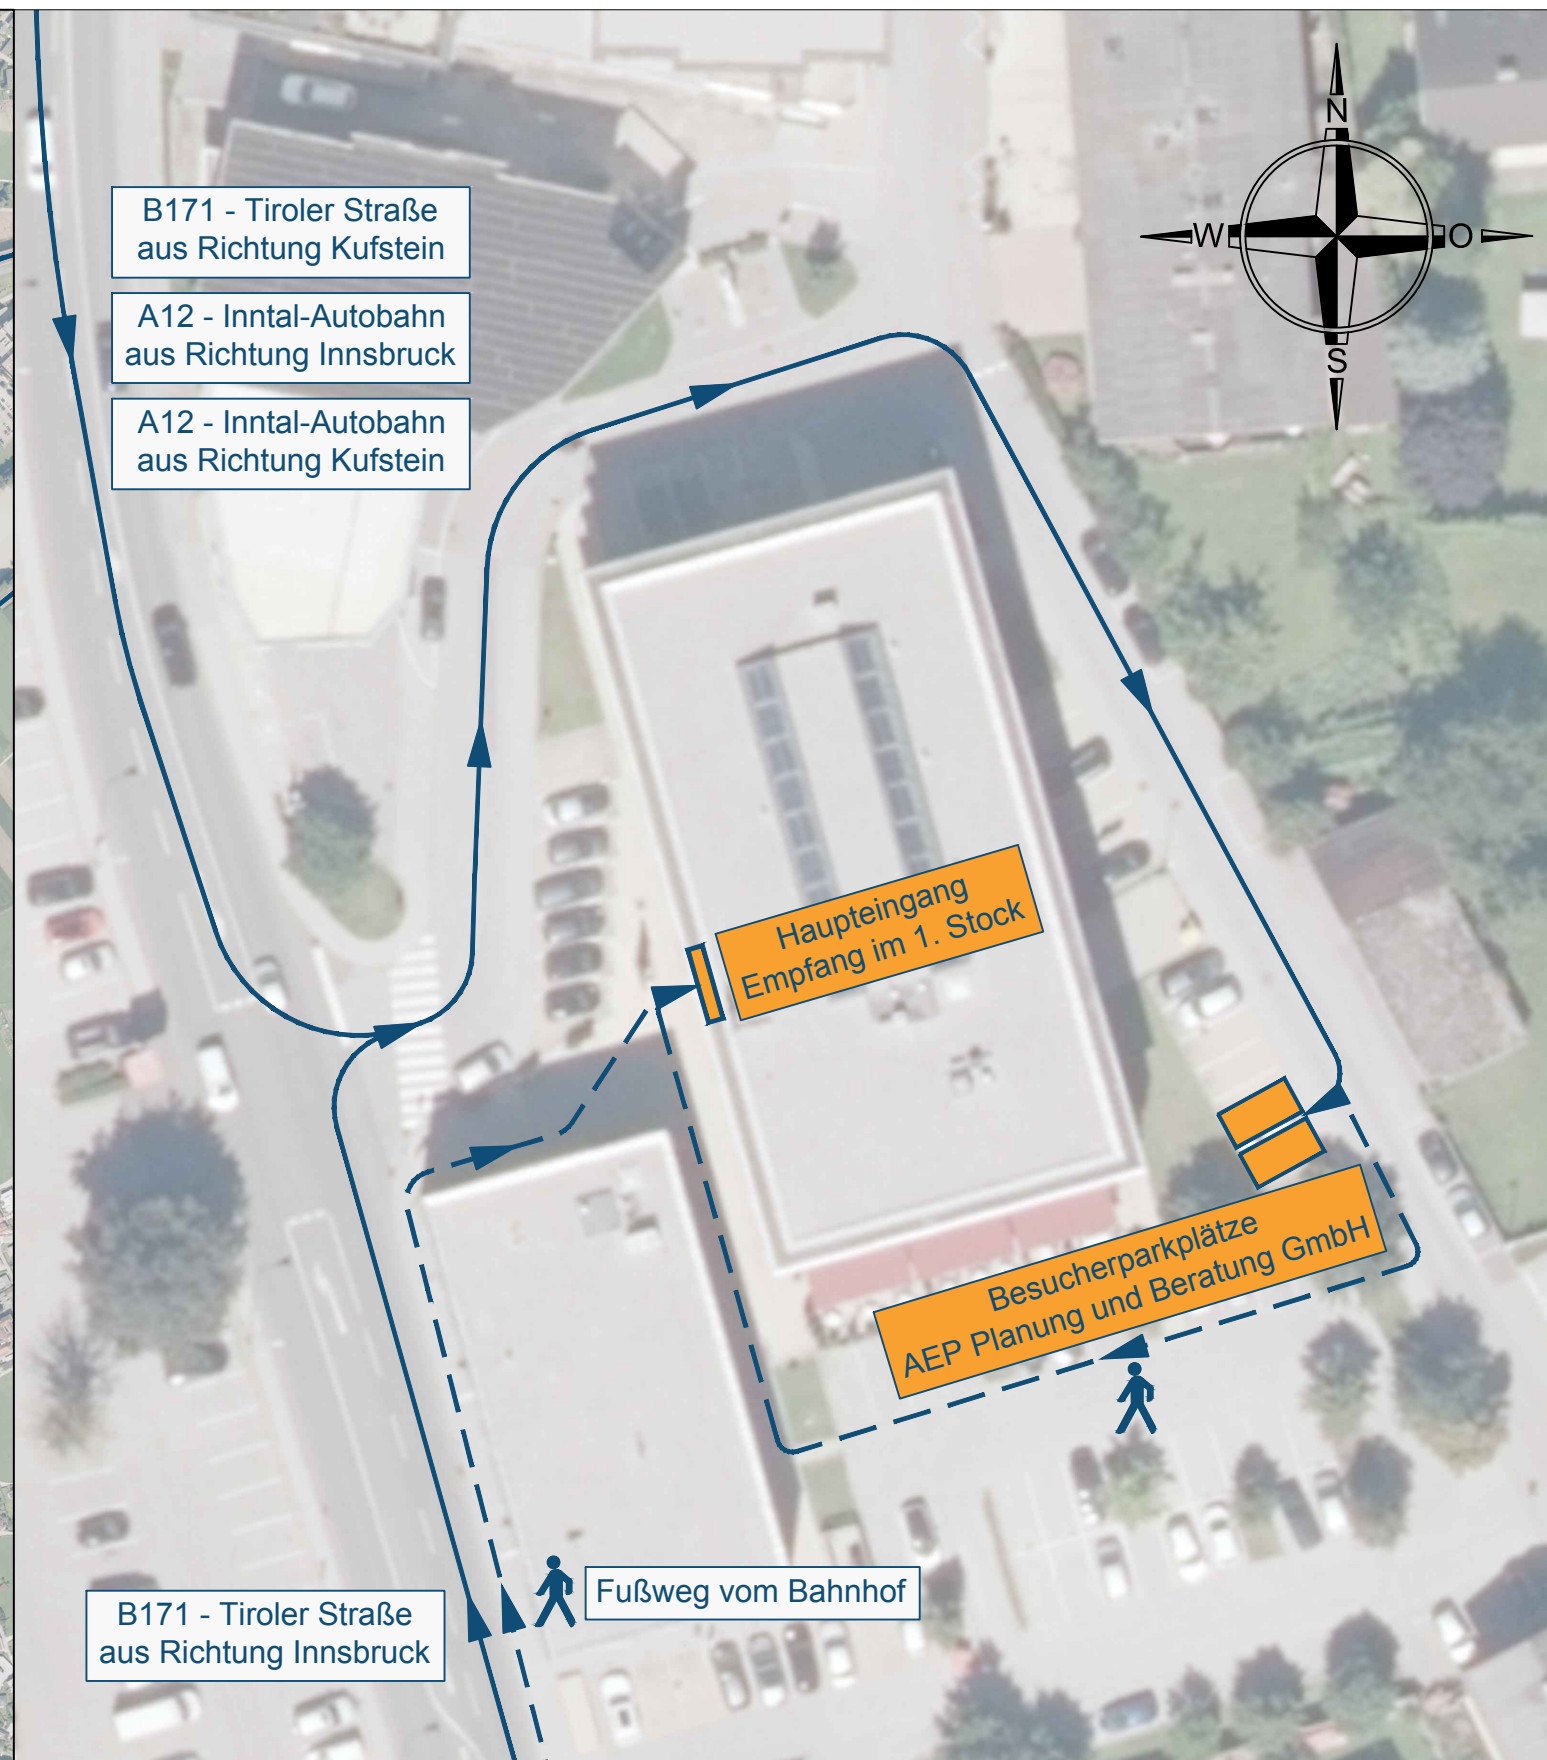 B171 - Tiroler Straße
aus Richtung Kufstein
A12 - Inntal-Autobahn
aus Richtung Innsbruck
A12 - Inntal-Autobahn
aus Richtung Kufstein
N
W
O
S
Haupteingang
Empfang im 1. Stock
Besucherparkplätze
AEP Planung und Beratung GmbH
Fußweg vom Bahnhof
B171 - Tiroler Straße
aus Richtung Innsbruck